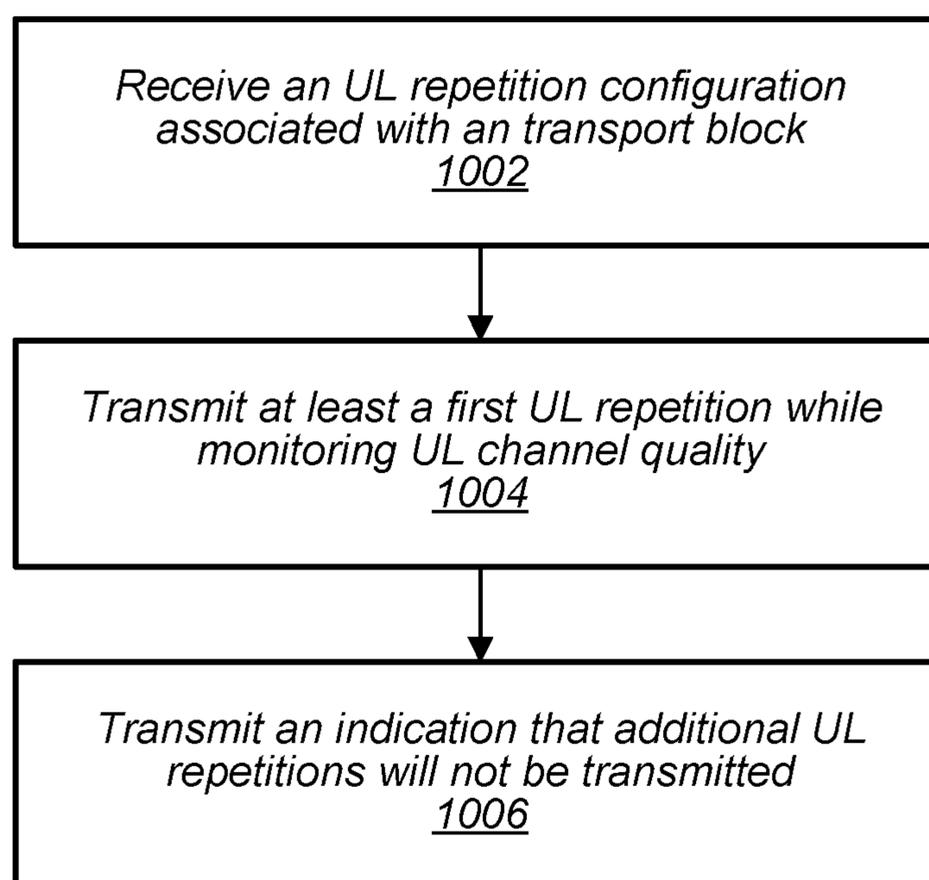 Receive an UL repetition configuration
associated with an transport block
1002
Transmit at least a first UL repetition while
monitoring UL channel quality
1004
Transmit an indication that additional UL
repetitions will not be transmitted
1006